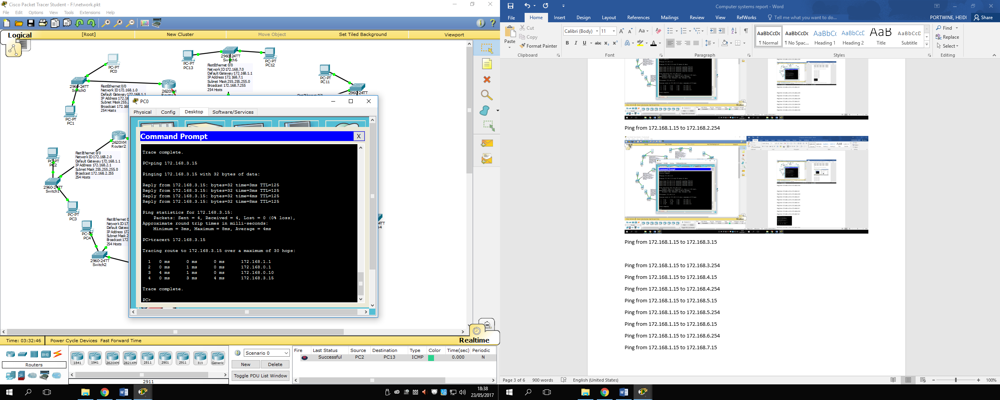 Cisco Packet Tracer Student - F:\network.pkt
File Edit Options View Tools Extensions Help
Logical [Root] New Cluster Move Object Set Tiled Background Viewport
PC-PT
PC0
2960-24TT
Switch0
PC-PT
PC1
FastEthernet 0/0
Network ID 172.168.1.0
Default Gateway 172.168.1.1
IP Address 172.16
Subnet Mask 255.2
Broadcast 172.168
254 Hosts
2620XM
PC-PT
PC13
2960-24TT
Switch6
PC-PT
PC12
FastEthernet 0/0
Network ID 172.168.7.0
Default Gateway 172.168.1.1
IP Address 172.168.7.1
Subnet Mask 255.255.255.0
Broadcast 172.168.7.255
254 Hosts
PC-PT
PC11
2960-24TT
2620XM
Router2
PC-PT
PC2
FastEthernet 0/0
Network ID 172.168.2.0
Default Gateway 172.168.1.1
IP Address 172.168.2.1
Subnet Mask 255.255.255.0
Broadcast 172.168.2.255
254 Hosts
2960-24TT
Switch1
PC-PT
PC3
PC-PT
PC4
FastEthernet 0
Network ID 17
Default Gatew
IP Address 17
Subnet Mask 2
Broadcast 172
254 Hosts
2960-24TT
Switch2
PC0
Physical Config Desktop Software/Services
Command Prompt X
Trace complete.
PC>ping 172.168.3.15
Pinging 172.168.3.15 with 32 bytes of data:
Reply from 172.168.3.15: bytes=32 time=3ms TTL=125
Reply from 172.168.3.15: bytes=32 time=3ms TTL=125
Reply from 172.168.3.15: bytes=32 time=4ms TTL=125
Reply from 172.168.3.15: bytes=32 time=8ms TTL=125
Ping statistics for 172.168.3.15:
Packets: Sent = 4, Received = 4, Lost = 0 (0% loss),
Approximate round trip times in milli-seconds:
Minimum = 3ms, Maximum = 8ms, Average = 4ms
PC>tracert 172.168.3.15
Tracing route to 172.168.3.15 over a maximum of 30 hops:
1 0 ms 0 ms 0 ms 172.168.1.1
2 0 ms 1 ms 0 ms 172.168.0.1
3 4 ms 1 ms 0 ms 172.168.0.10
4 0 ms 3 ms 4 ms 172.168.3.15
Trace complete.
PC>
Time: 03:32:46 Power Cycle Devices Fast Forward Time Realtime
Routers
1841 1941 2620XM 2621XM 2811 2901 2911 819 Generic
2911
Scenario 0
New Delete
Toggle PDU List Window
Fire Last Status Source Destination Type Color Time(sec) Periodic
Successful PC2 PC13 ICMP 0.000 N
18:38
23/05/2017
Computer systems report - Word
File Home Insert Design Layout References Mailings Review View RefWorks Tell me what you want to do... PORTWINE, HEIDI Share
Paste Cut Copy Format Painter
Clipboard
Calibri (Body) 11
Font
Paragraph
AaBbCcDc AaBbCcDc AaBbC AaBbCcD AaB AaBbCcD
¶ Normal ¶ No Spac... Heading 1 Heading 2 Title Subtitle
Styles
Find
Replace
Select
Editing
Ping from 172.168.1.15 to 172.168.2.254
Command Prompt
Ping from 172.168.1.15 to 172.168.3.15
Ping from 172.168.1.15 to 172.168.3.254
Ping from 172.168.1.15 to 172.168.4.15
Ping from 172.168.1.15 to 172.168.4.254
Ping from 172.168.1.15 to 172.168.5.15
Ping from 172.168.1.15 to 172.168.5.254
Ping from 172.168.1.15 to 172.168.6.15
Ping from 172.168.1.15 to 172.168.6.254
Ping from 172.168.1.15 to 172.168.7.15
Page 3 of 6 900 words English (United States) 100%